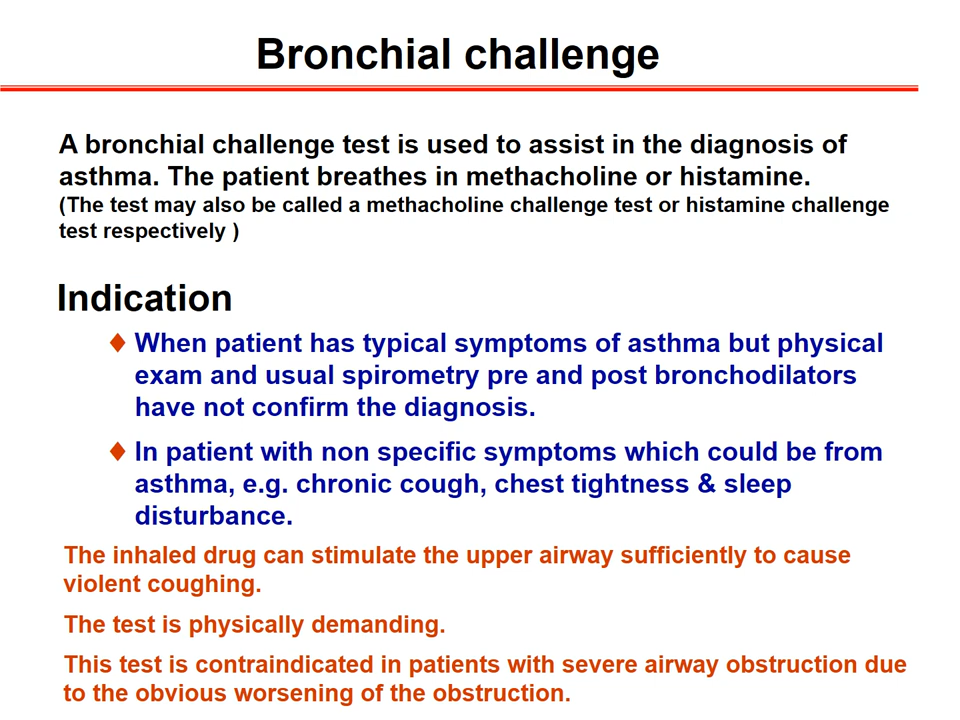 Bronchial challenge
A bronchial challenge test is used to assist in the diagnosis of
asthma. The patient breathes in methacholine or histamine.
(The test may also be called a methacholine challenge test or histamine challenge
test respectively )
Indication
♦ When patient has typical symptoms of asthma but physical
exam and usual spirometry pre and post bronchodilators
have not confirm the diagnosis.
♦ In patient with non specific symptoms which could be from
asthma, e.g. chronic cough, chest tightness & sleep
disturbance.
The inhaled drug can stimulate the upper airway sufficiently to cause
violent coughing.
The test is physically demanding.
This test is contraindicated in patients with severe airway obstruction due
to the obvious worsening of the obstruction.